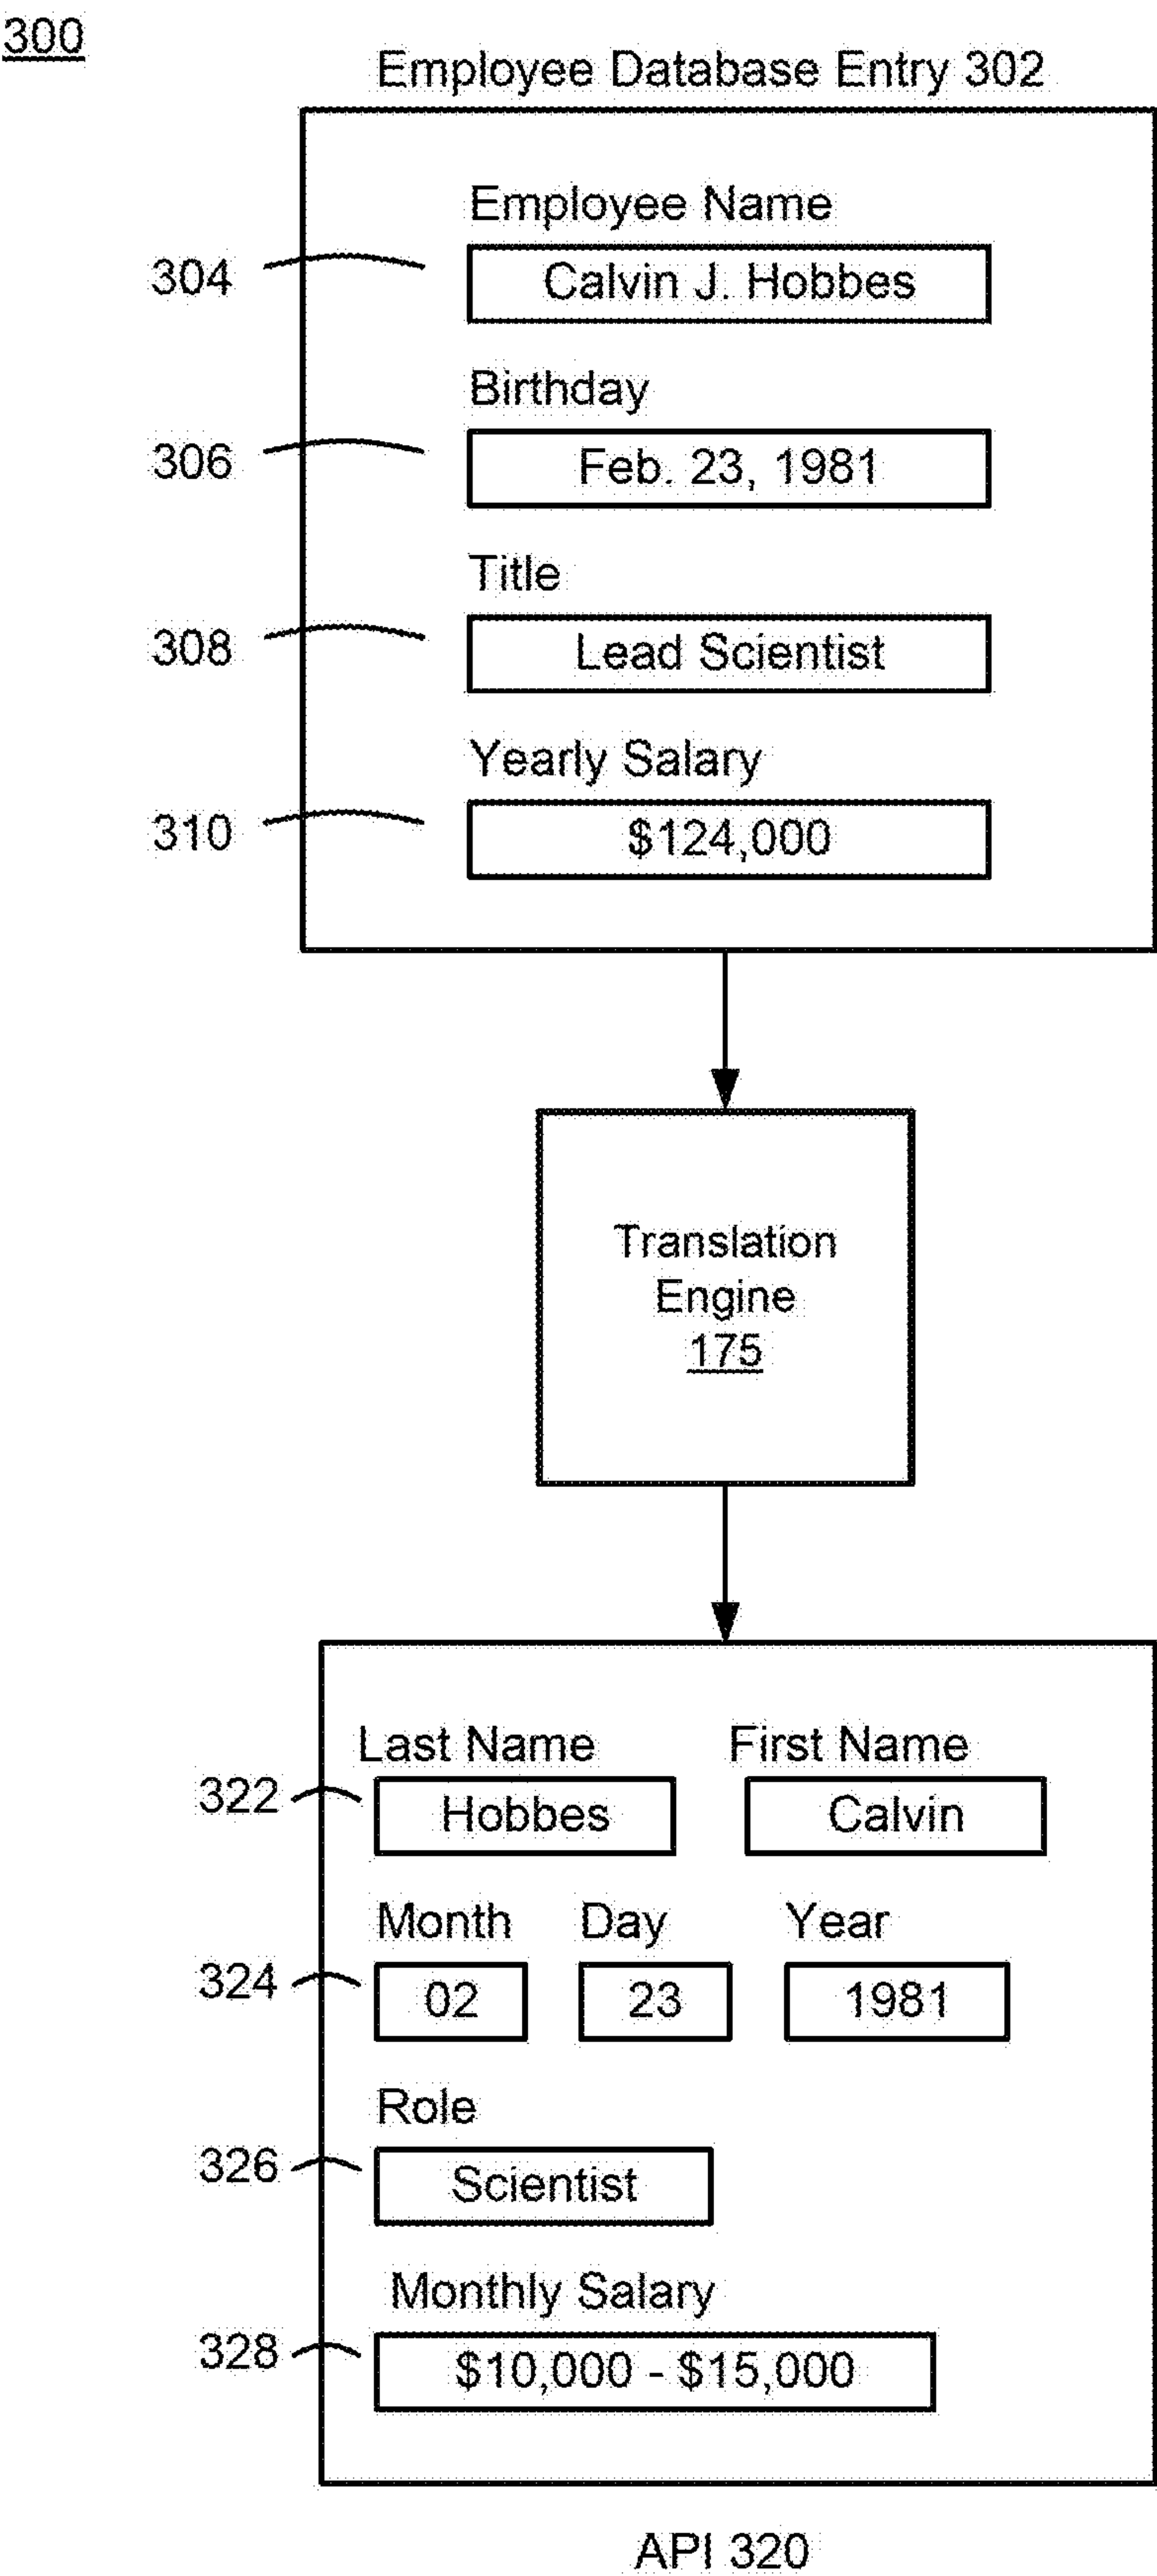 300
Employee Database Entry 302
Employee Name
304
Calvin J. Hobbes
Birthday
306
Feb. 23, 1981
Title
308
Lead Scientist
Yearly Salary
310
$124,000
Translation
Engine
175
Last Name First Name
322 Hobbes Calvin
Month Day Year
324 02 23 1981
Role
326 Scientist
Monthly Salary
328 $10,000 - $15,000
API 320